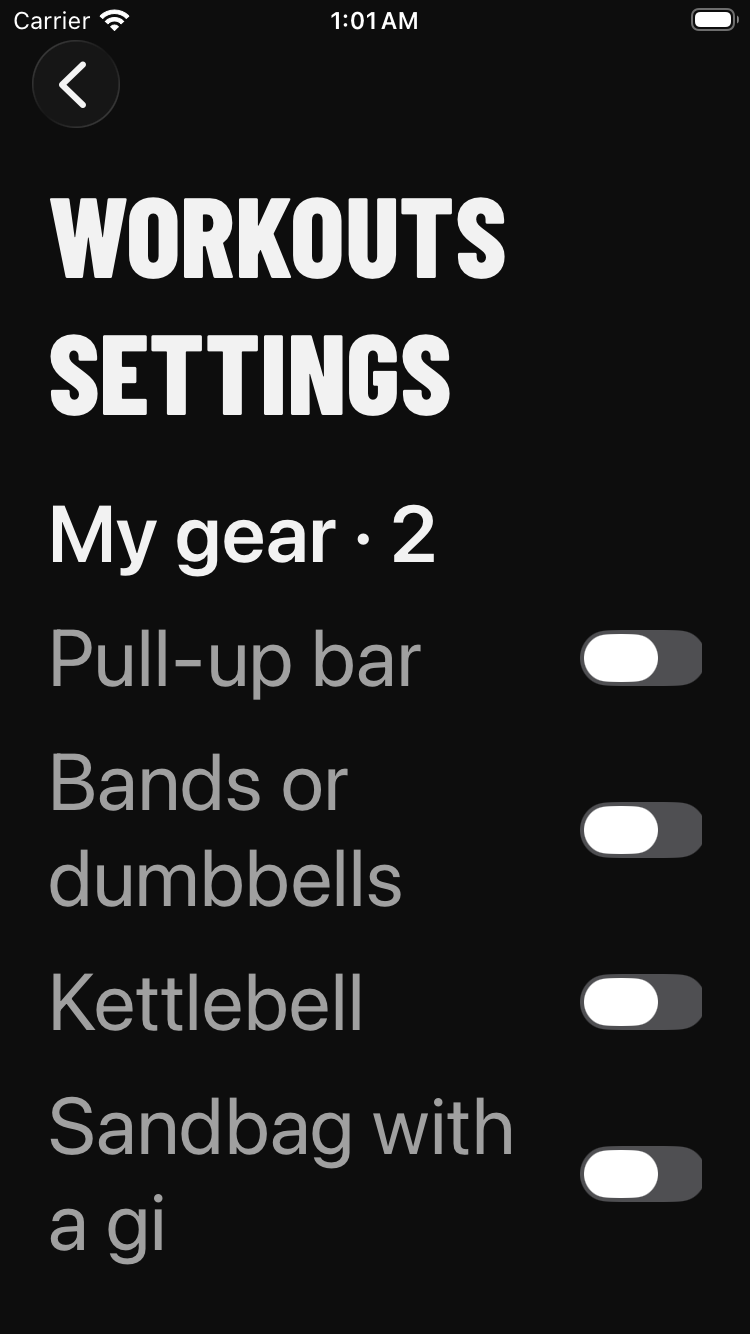 Carrier 1:01 AM
WORKOUTS
SETTINGS
My gear · 2
Pull-up bar
Bands or
dumbbells
Kettlebell
Sandbag with
a gi